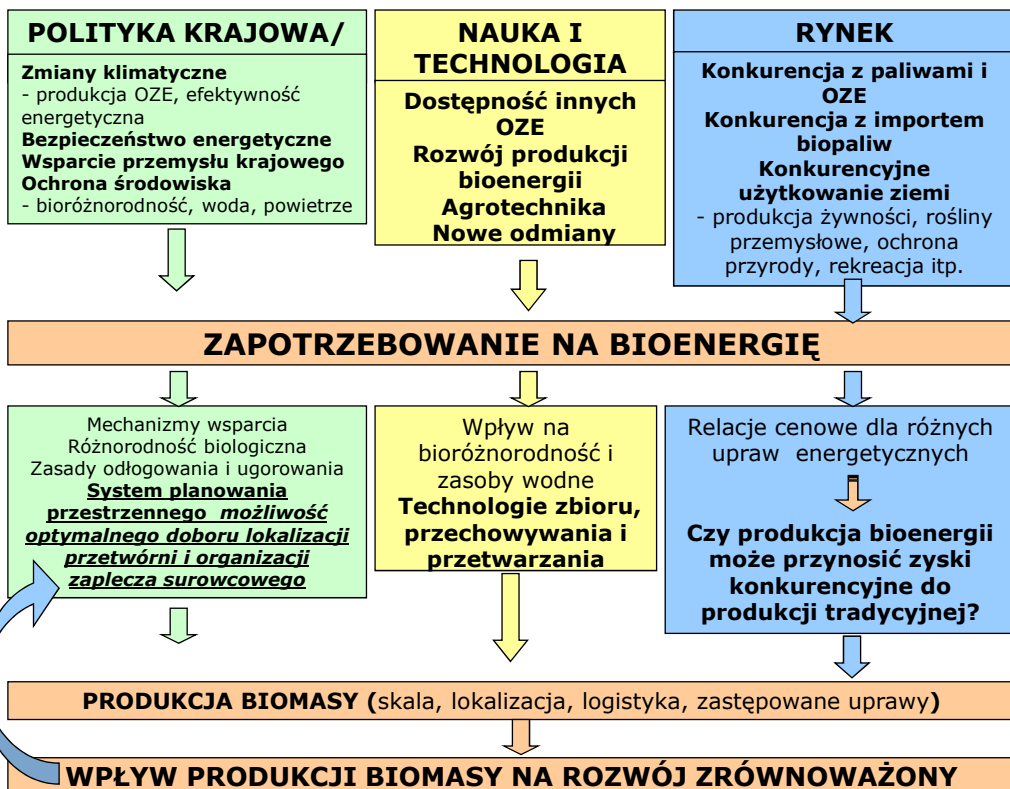 POLITYKA KRAJOWA/
Zmiany klimatyczne
- produkcja OZE, efektywność
energetyczna
Bezpieczeństwo energetyczne
Wsparcie przemysłu krajowego
Ochrona środowiska
- bioróżnorodność, woda, powietrze
NAUKA I
TECHNOLOGIA
Dostępność innych
OZE
Rozwój produkcji
bioenergii
Agrotechnika
Nowe odmiany
RYNEK
Konkurencja z paliwami i
OZE
Konkurencja z importem
biopaliw
Konkurencyjne
użytkowanie ziemi
- produkcja żywności, rośliny
przemysłowe, ochrona
przyrody, rekreacja itp.
ZAPOTRZEBOWANIE NA BIOENERGIĘ
Mechanizmy wsparcia
Różnorodność biologiczna
Zasady odłogowania i ugorowania
System planowania
przestrzennego możliwość
optymalnego doboru lokalizacji
przetwórni i organizacji
zaplecza surowcowego
Wpływ na
bioróżnorodność i
zasoby wodne
Technologie zbioru,
przechowywania i
przetwarzania
Relacje cenowe dla różnych
upraw energetycznych
Czy produkcja bioenergii
może przynosić zyski
konkurencyjne do
produkcji tradycyjnej?
PRODUKCJA BIOMASY (skala, lokalizacja, logistyka, zastępowane uprawy)
WPŁYW PRODUKCJI BIOMASY NA ROZWÓJ ZRÓWNOWAŻONY